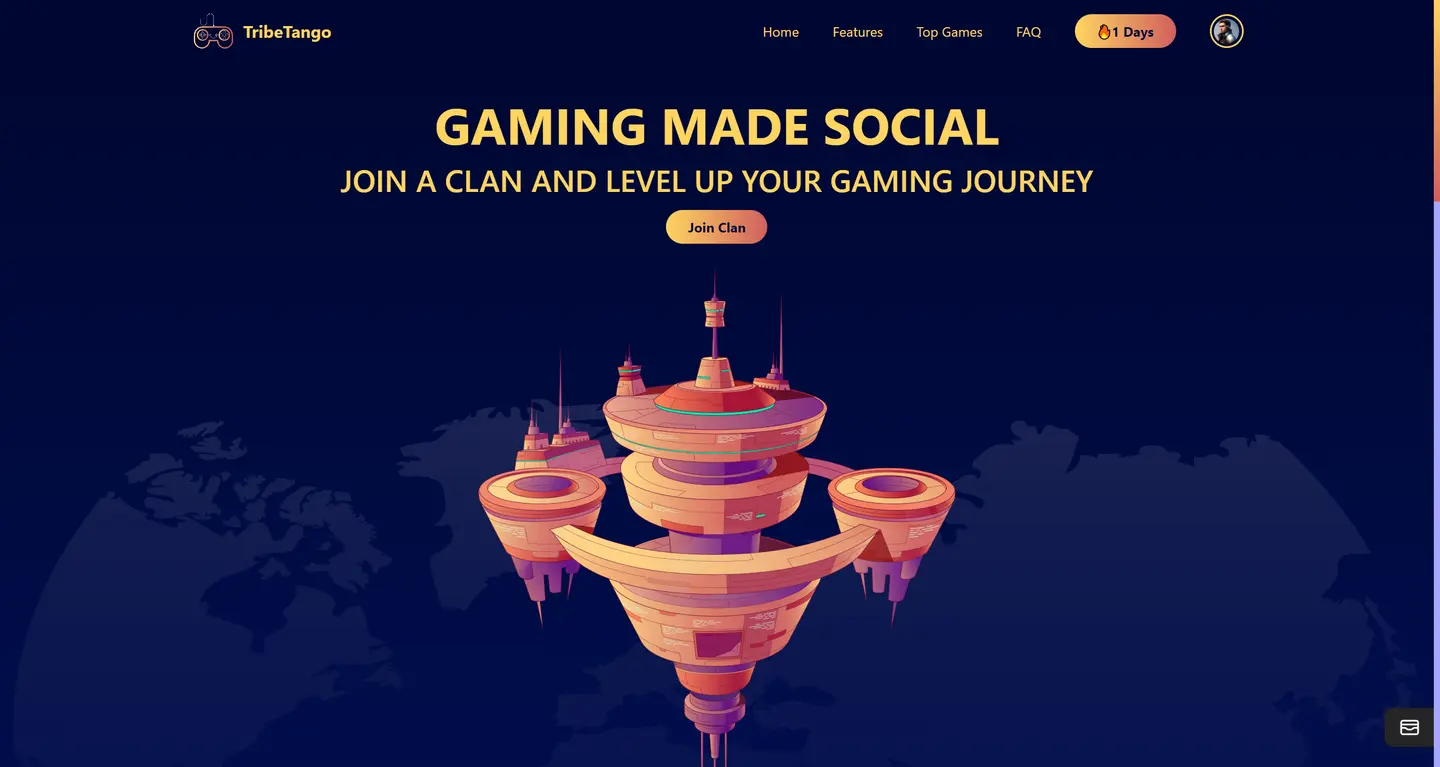 TribeTango
Home
Features
Top Games
FAQ
🔥1 Days
GAMING MADE SOCIAL
JOIN A CLAN AND LEVEL UP YOUR GAMING JOURNEY
Join Clan